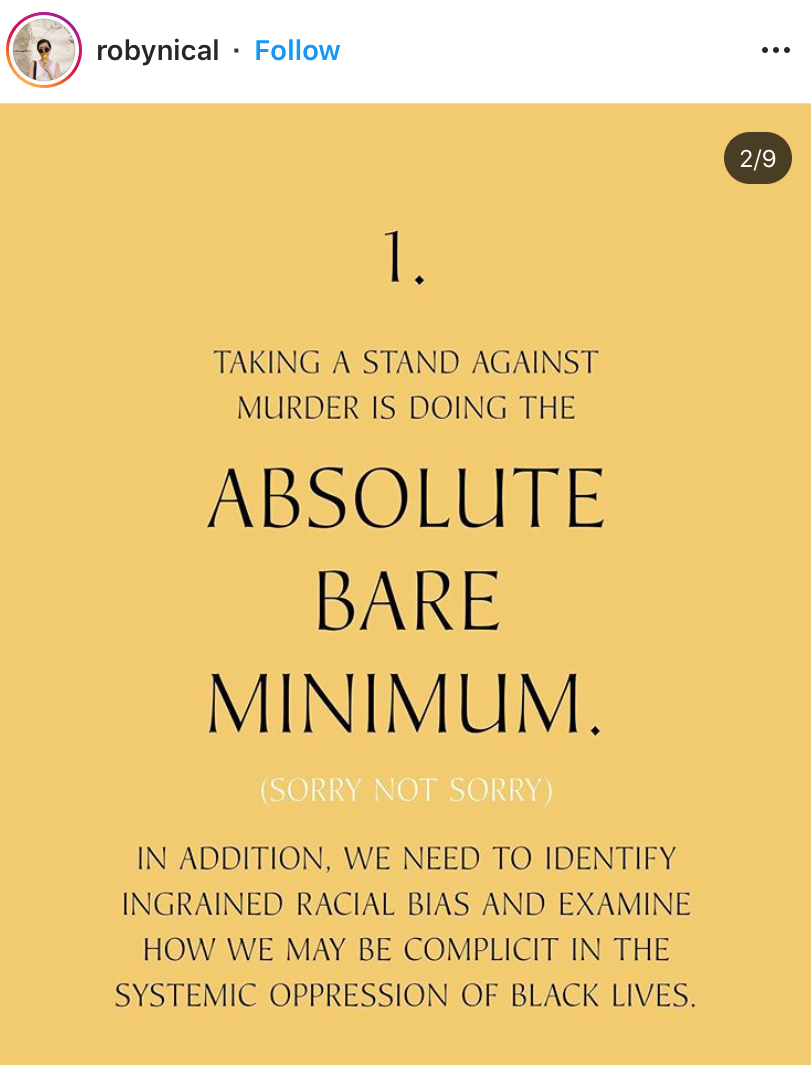 robynical · Follow
2/9
1.
TAKING A STAND AGAINST
MURDER IS DOING THE
ABSOLUTE
BARE
MINIMUM.
(SORRY NOT SORRY)
IN ADDITION, WE NEED TO IDENTIFY
INGRAINED RACIAL BIAS AND EXAMINE
HOW WE MAY BE COMPLICIT IN THE
SYSTEMIC OPPRESSION OF BLACK LIVES.